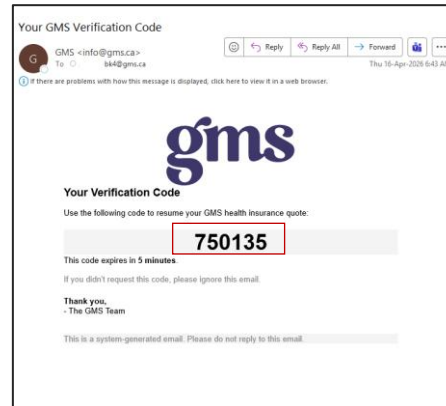 Your GMS Verification Code
G
GMS <info@gms.ca>
Reply
Reply All
Forward
To
bk4@gms.ca
Thu 16-Apr-2026 6:43 AM
If there are problems with how this message is displayed, click here to view it in a web browser.
gms
Your Verification Code
Use the following code to resume your GMS health insurance quote:
750135
This code expires in 5 minutes.
If you didn't request this code, please ignore this email.
Thank you,
- The GMS Team
This is a system-generated email. Please do not reply to this email.